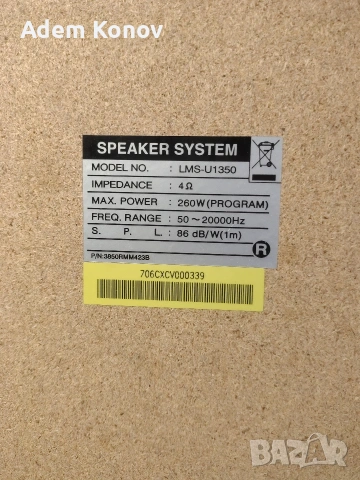 Adem Konov
SPEAKER SYSTEM
MODEL NO. : LMS-U1350
IMPEDANCE : 4Ω
MAX. POWER : 260W(PROGRAM)
FREQ. RANGE : 50~20000Hz
S. P. L. : 86 dB/W(1m)
P/N:3850RMM423B
R
706CXCV000339
BAZAR